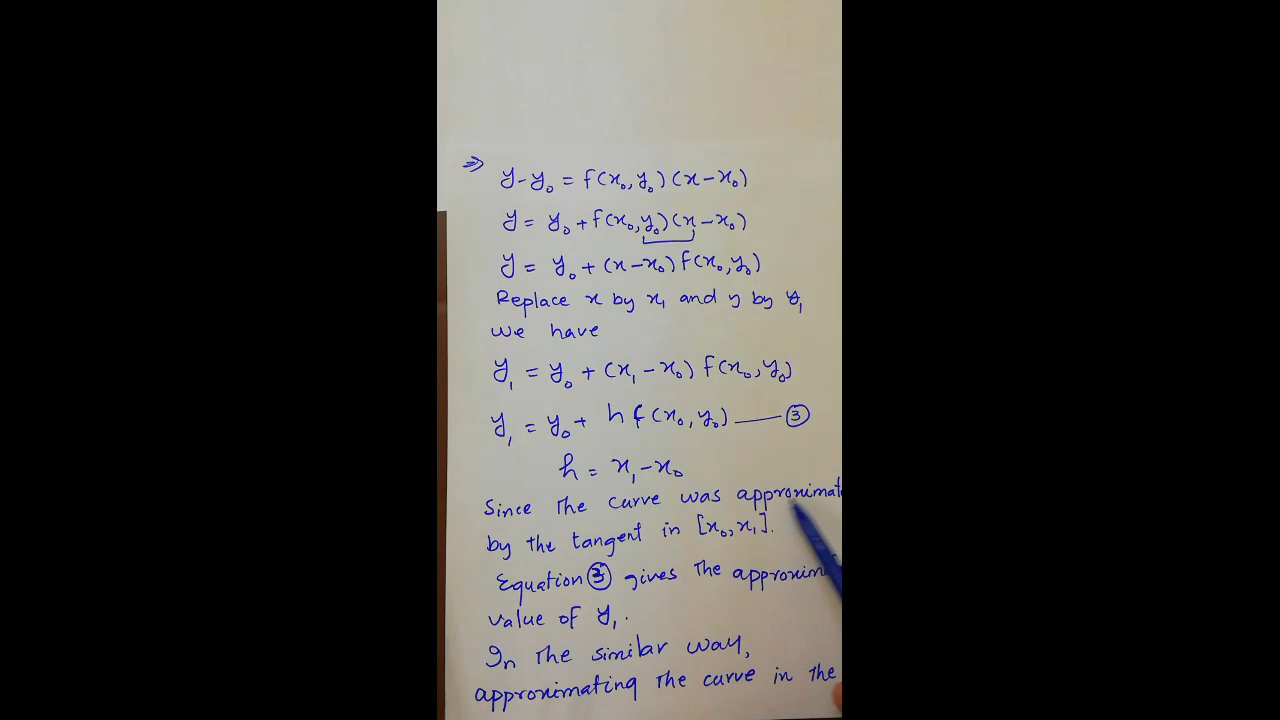 ⇒ y - y₀ = f(x₀, y₀) (x - x₀)
y = y₀ + f(x₀, y₀) (x - x₀)
y = y₀ + (x - x₀) f(x₀, y₀)
Replace x by x₁ and y by y₁
we have
y₁ = y₀ + (x₁ - x₀) f(x₀, y₀)
y₁ = y₀ + h f(x₀, y₀) —— ③
h = x₁ - x₀
Since the curve was approximat
by the tangent in [x₀, x₁].
Equation ③ gives the approxim
value of y₁.
In the similar way,
approximating the curve in the